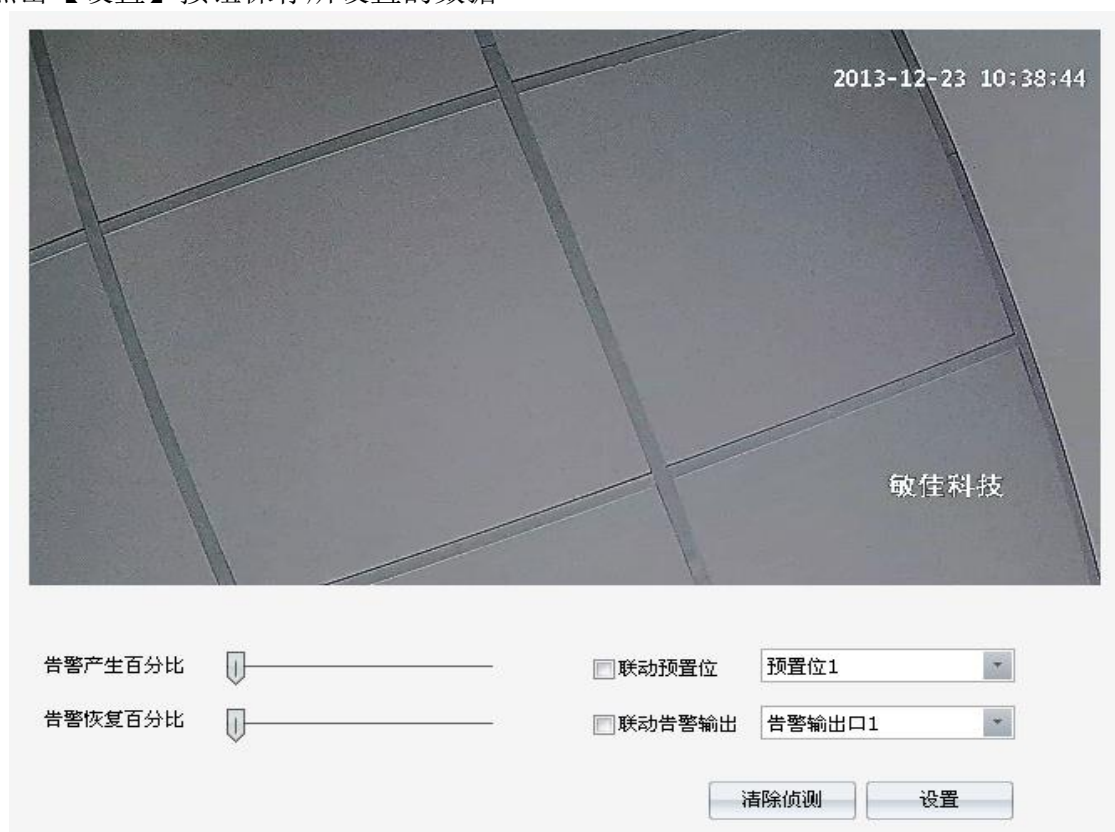 点击【设置】按钮保存所设置的数据
2013-12-23 10:38:44
敏佳科技
告警产生百分比
联动预置位 预置位1
告警恢复百分比
联动告警输出 告警输出口1
清除侦测 设置